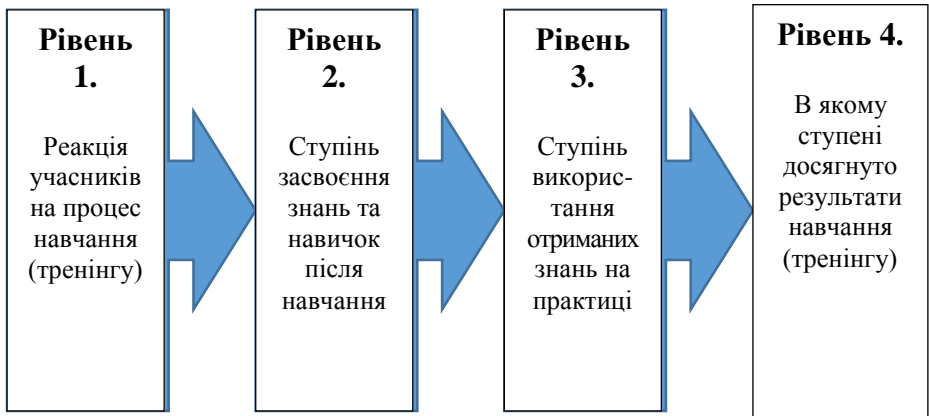 Рівень
1.
Реакція
учасників
на процес
навчання
(тренінгу)
Рівень
2.
Ступінь
засвоєння
знань та
навичок
після
навчання
Рівень
3.
Ступінь
викорис-
тання
отриманих
знань на
практиці
Рівень 4.
В якому
ступені
досягнуто
результати
навчання
(тренінгу)